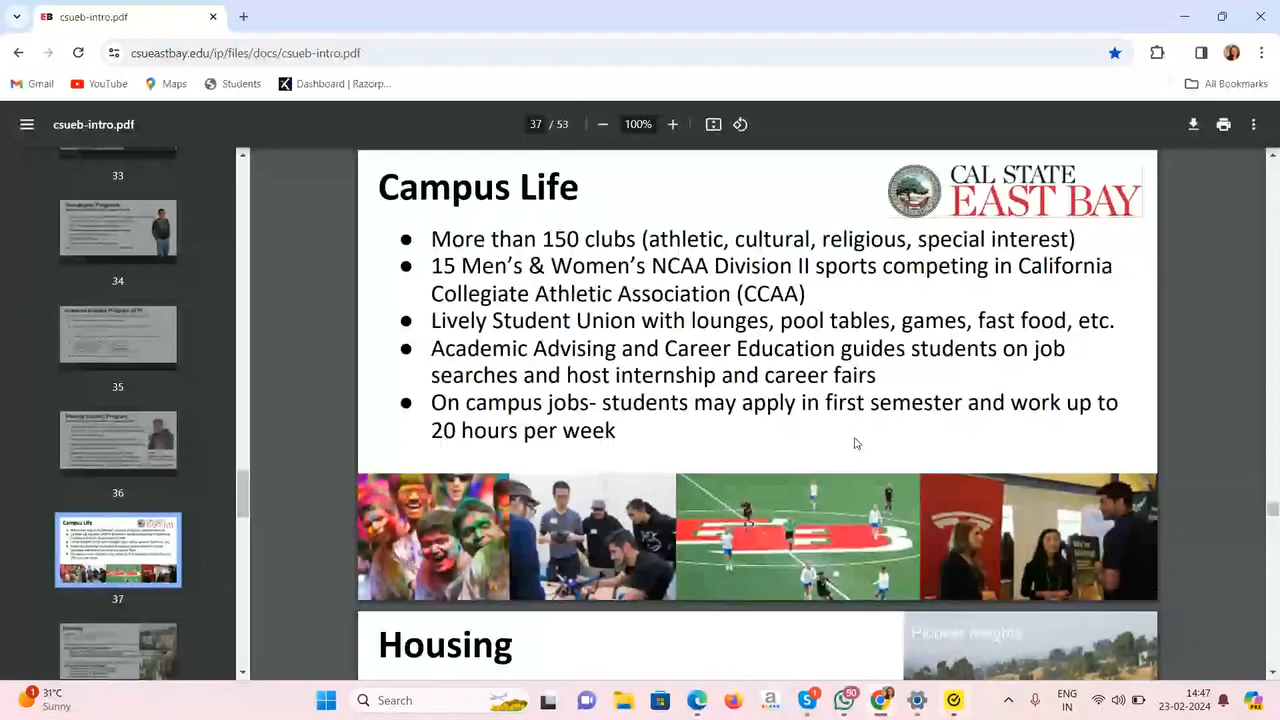 csueb-intro.pdf
csueastbay.edu/ip/files/docs/csueb-intro.pdf
Gmail
YouTube
Maps
Students
Dashboard | Razorp...
All Bookmarks
csueb-intro.pdf
37 / 53
100%
33
34
35
36
37
Campus Life
CAL STATE
EAST BAY
● More than 150 clubs (athletic, cultural, religious, special interest)
● 15 Men's & Women's NCAA Division II sports competing in California
Collegiate Athletic Association (CCAA)
● Lively Student Union with lounges, pool tables, games, fast food, etc.
● Academic Advising and Career Education guides students on job
searches and host internship and career fairs
● On campus jobs- students may apply in first semester and work up to
20 hours per week
Housing
Pioneer Heights
1
31°C
Sunny
Search
1
90
ENG
IN
14:47
23-02-2024